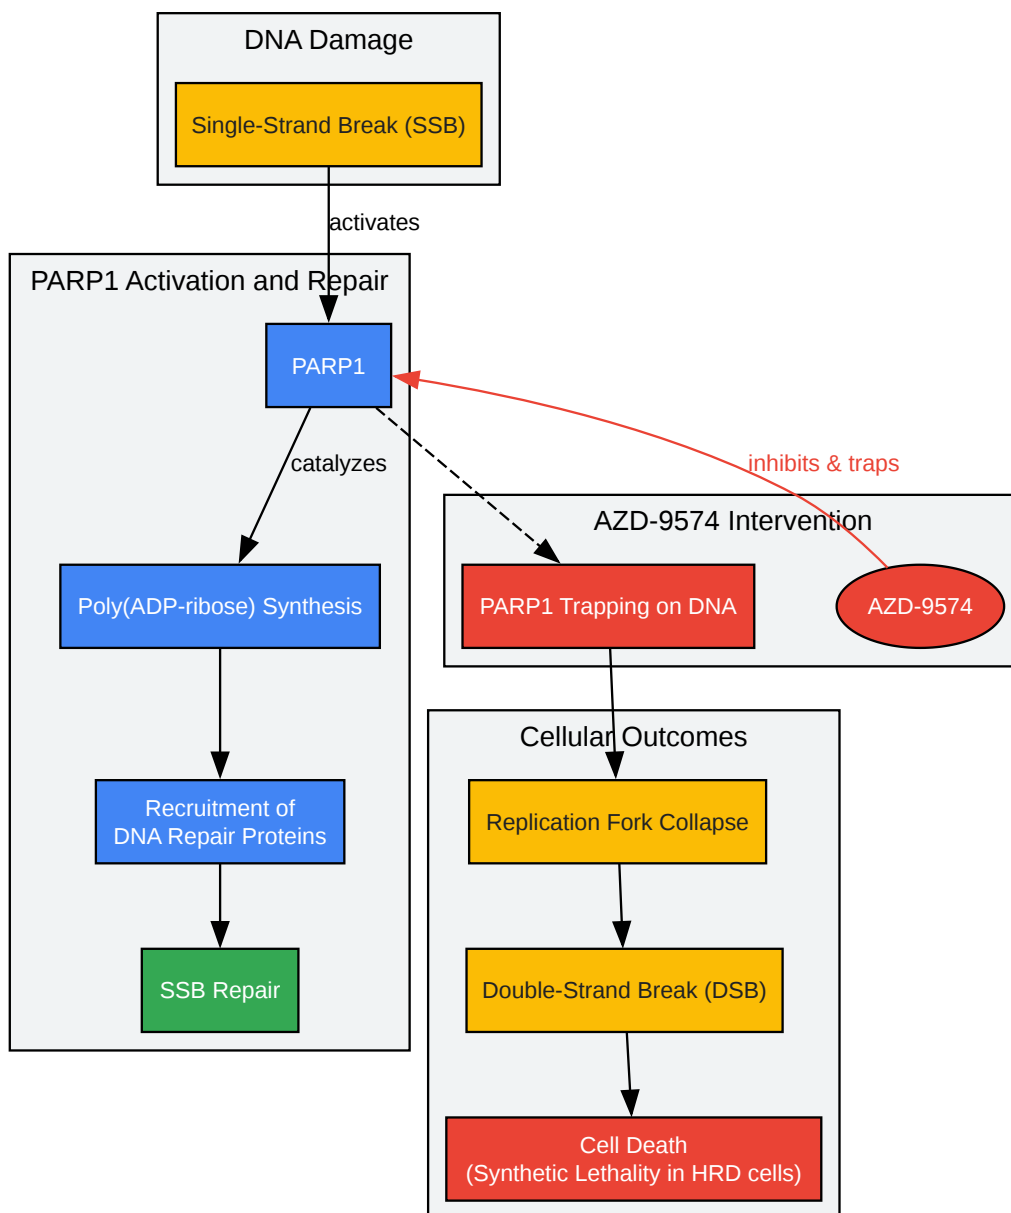 DNA Damage
Single-Strand Break (SSB)
activates
PARP1 Activation and Repair
PARP1
catalyzes
inhibits & traps
AZD-9574 Intervention
Poly(ADP-ribose) Synthesis
PARP1 Trapping on DNA
AZD-9574
Cellular Outcomes
Recruitment of
DNA Repair Proteins
Replication Fork Collapse
SSB Repair
Double-Strand Break (DSB)
Cell Death
(Synthetic Lethality in HRD cells)